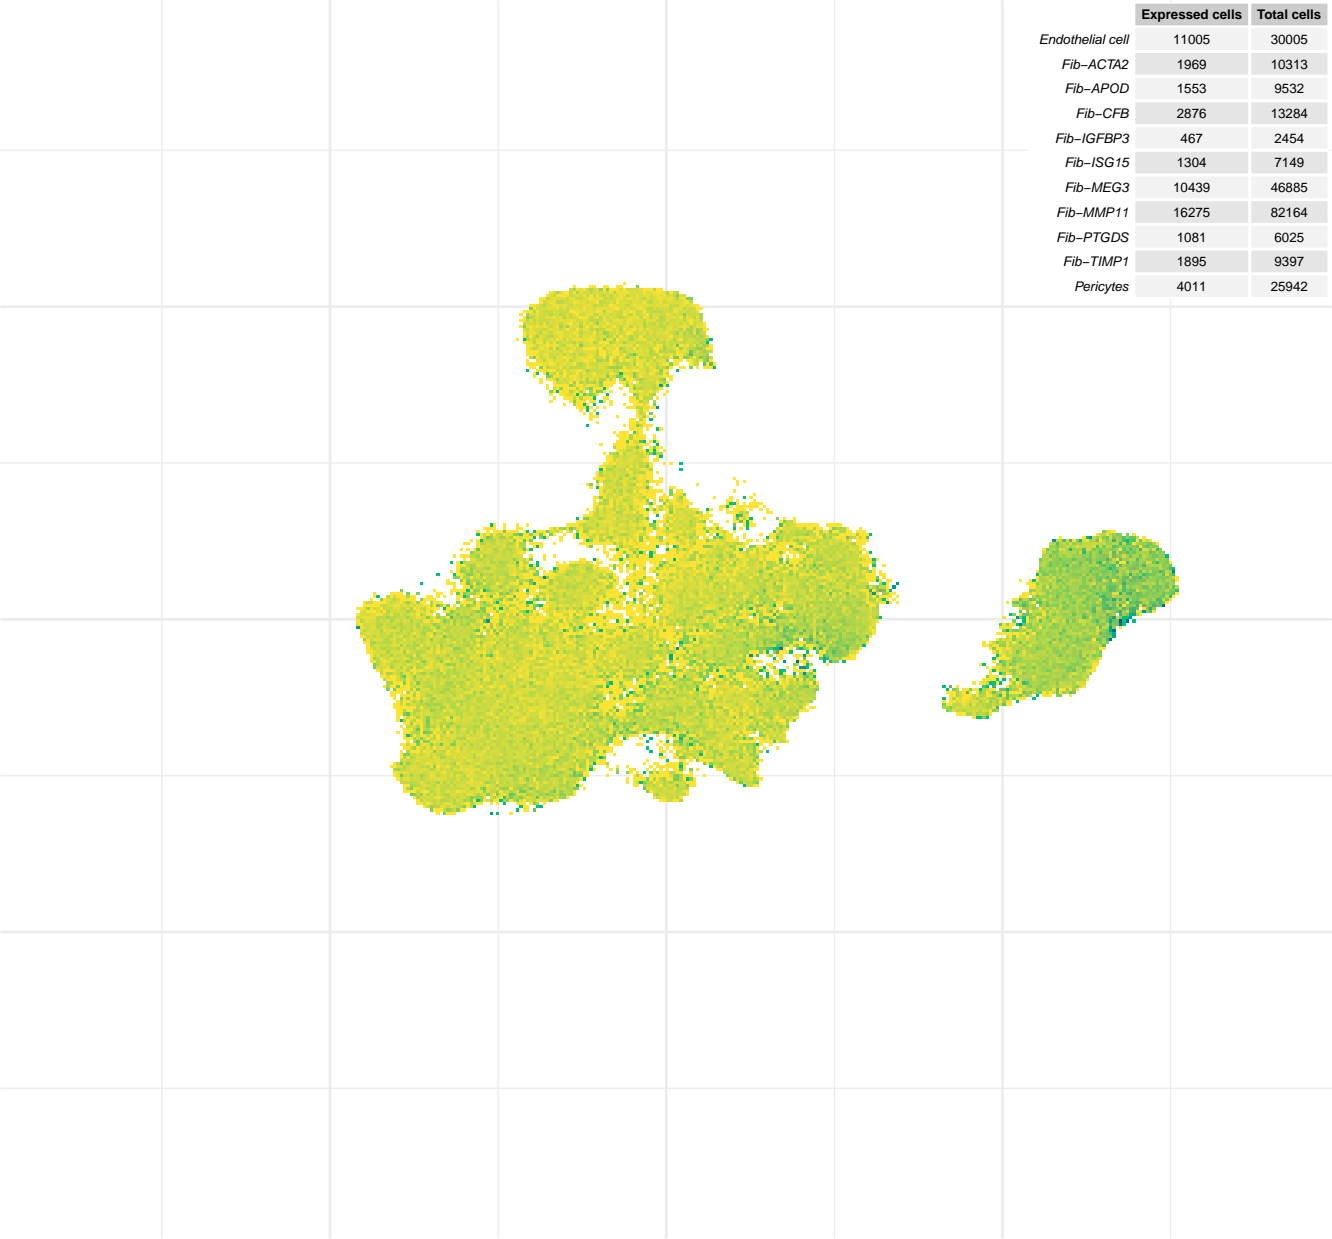 Expressed cells Total cells
Endothelial cell 11005 30005
Fib−ACTA2 1969 10313
Fib−APOD 1553 9532
Fib−CFB 2876 13284
Fib−IGFBP3 467 2454
Fib−ISG15 1304 7149
Fib−MEG3 10439 46885
Fib−MMP11 16275 82164
Fib−PTGDS 1081 6025
Fib−TIMP1 1895 9397
Pericytes 4011 25942